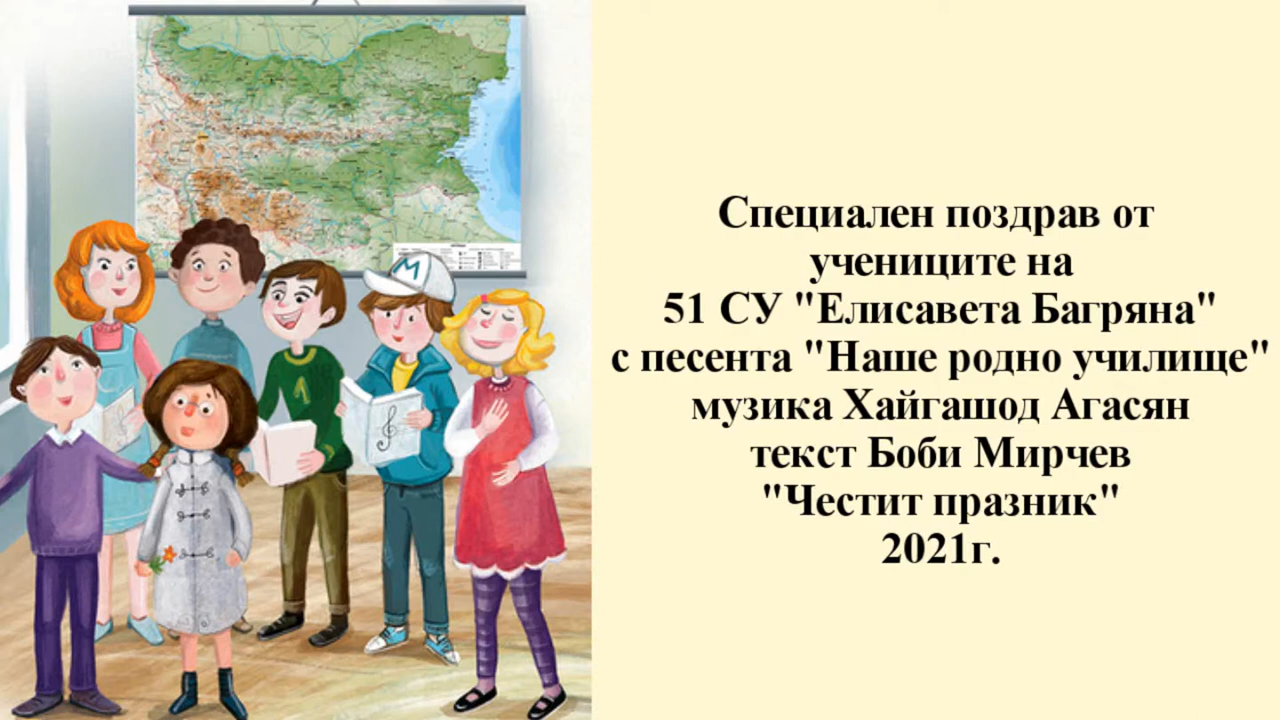 М
1
Специален поздрав от
учениците на
51 СУ "Елисавета Багряна"
с песента "Наше родно училище"
музика Хайгашод Агасян
текст Боби Мирчев
"Честит празник"
2021г.